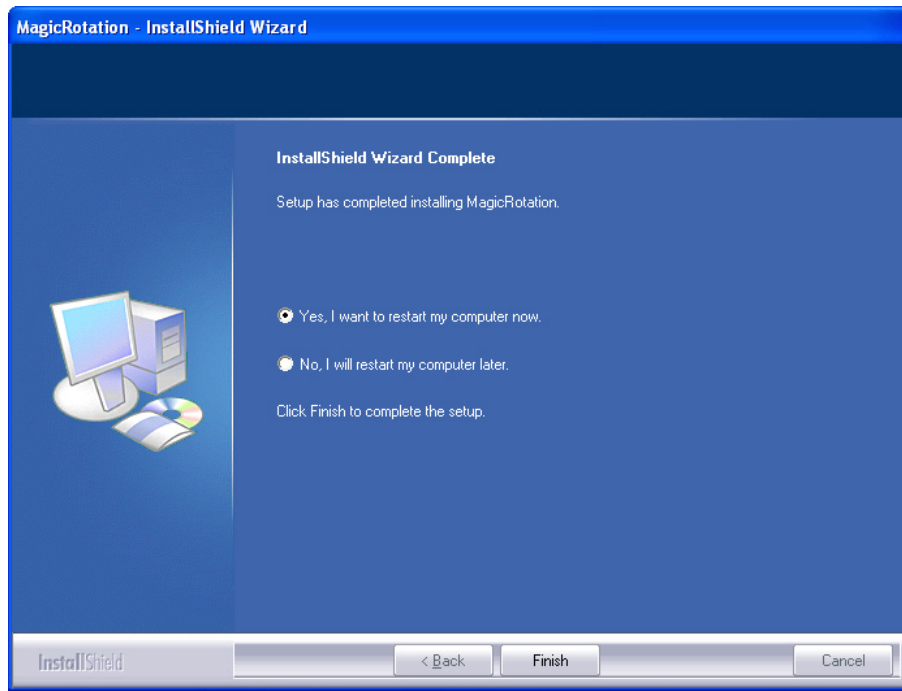 MagicRotation - InstallShield Wizard
InstallShield Wizard Complete
Setup has completed installing MagicRotation.
Yes, I want to restart my computer now.
No, I will restart my computer later.
Click Finish to complete the setup.
InstallShield
< Back Finish Cancel